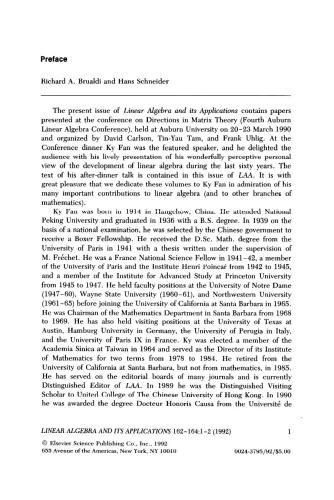 Preface
Richard A. Brualdi and Hans Schneider
The present issue of Linear Algebra and its Applications contains papers
presented at the conference on Directions in Matrix Theory (Fourth Auburn
Linear Algebra Conference), held at Auburn University on 20–23 March 1990
and organized by David Carlson, Tin-Yau Tam, and Frank Uhlig. At the
Conference dinner Ky Fan was the featured speaker, and he delighted the
audience with his lively presentation of his wonderfully perceptive personal
view of the development of linear algebra during the last sixty years. The
text of his after-dinner talk is contained in this issue of LAA. It is with
great pleasure that we dedicate these volumes to Ky Fan in admiration of his
many important contributions to linear algebra (and to other branches of
mathematics).
Ky Fan was born in 1914 in Hangchow, China. He attended National
Peking University and graduated in 1936 with a B.S. degree. In 1939 on the
basis of a national examination, he was selected by the Chinese government to
receive a Boxer Fellowship. He received the D.Sc. Math. degree from the
University of Paris in 1941 with a thesis written under the supervision of
M. Fréchet. He was a France National Science Fellow in 1941–42, a member
of the University of Paris and the Institute Henri Poincaé from 1942 to 1945,
and a member of the Institute for Advanced Study at Princeton University
from 1945 to 1947. He held faculty positions at the University of Notre Dame
(1947–60), Wayne State University (1960–61), and Northwestern University
(1961–65) before joining the University of California at Santa Barbara in 1965.
He was Chairman of the Mathematics Department in Santa Barbara from 1968
to 1969. He has also held visiting positions at the University of Texas at
Austin, Hamburg University in Germany, the University of Perugia in Italy,
and the University of Paris IX in France. Ky was elected a member of the
Academia Sinica at Taiwan in 1964 and served as the Director of its Institute
of Mathematics for two terms from 1978 to 1984. He retired from the
University of California at Santa Barbara, but not from mathematics, in 1985.
He has served on the editorial boards of many journals and is currently
Distinguished Editor of LAA. In 1989 he was the Distinguished Visiting
Scholar to United College of The Chinese University of Hong Kong. In 1990
he was awarded the degree Docteur Honoris Causa from the Université de
LINEAR ALGEBRA AND ITS APPLICATIONS 162–164:1–2 (1992) 1
© Elsevier Science Publishing Co., Inc., 1992
655 Avenue of the Americas, New York, NY 10010 0024-3795/92/$5.00